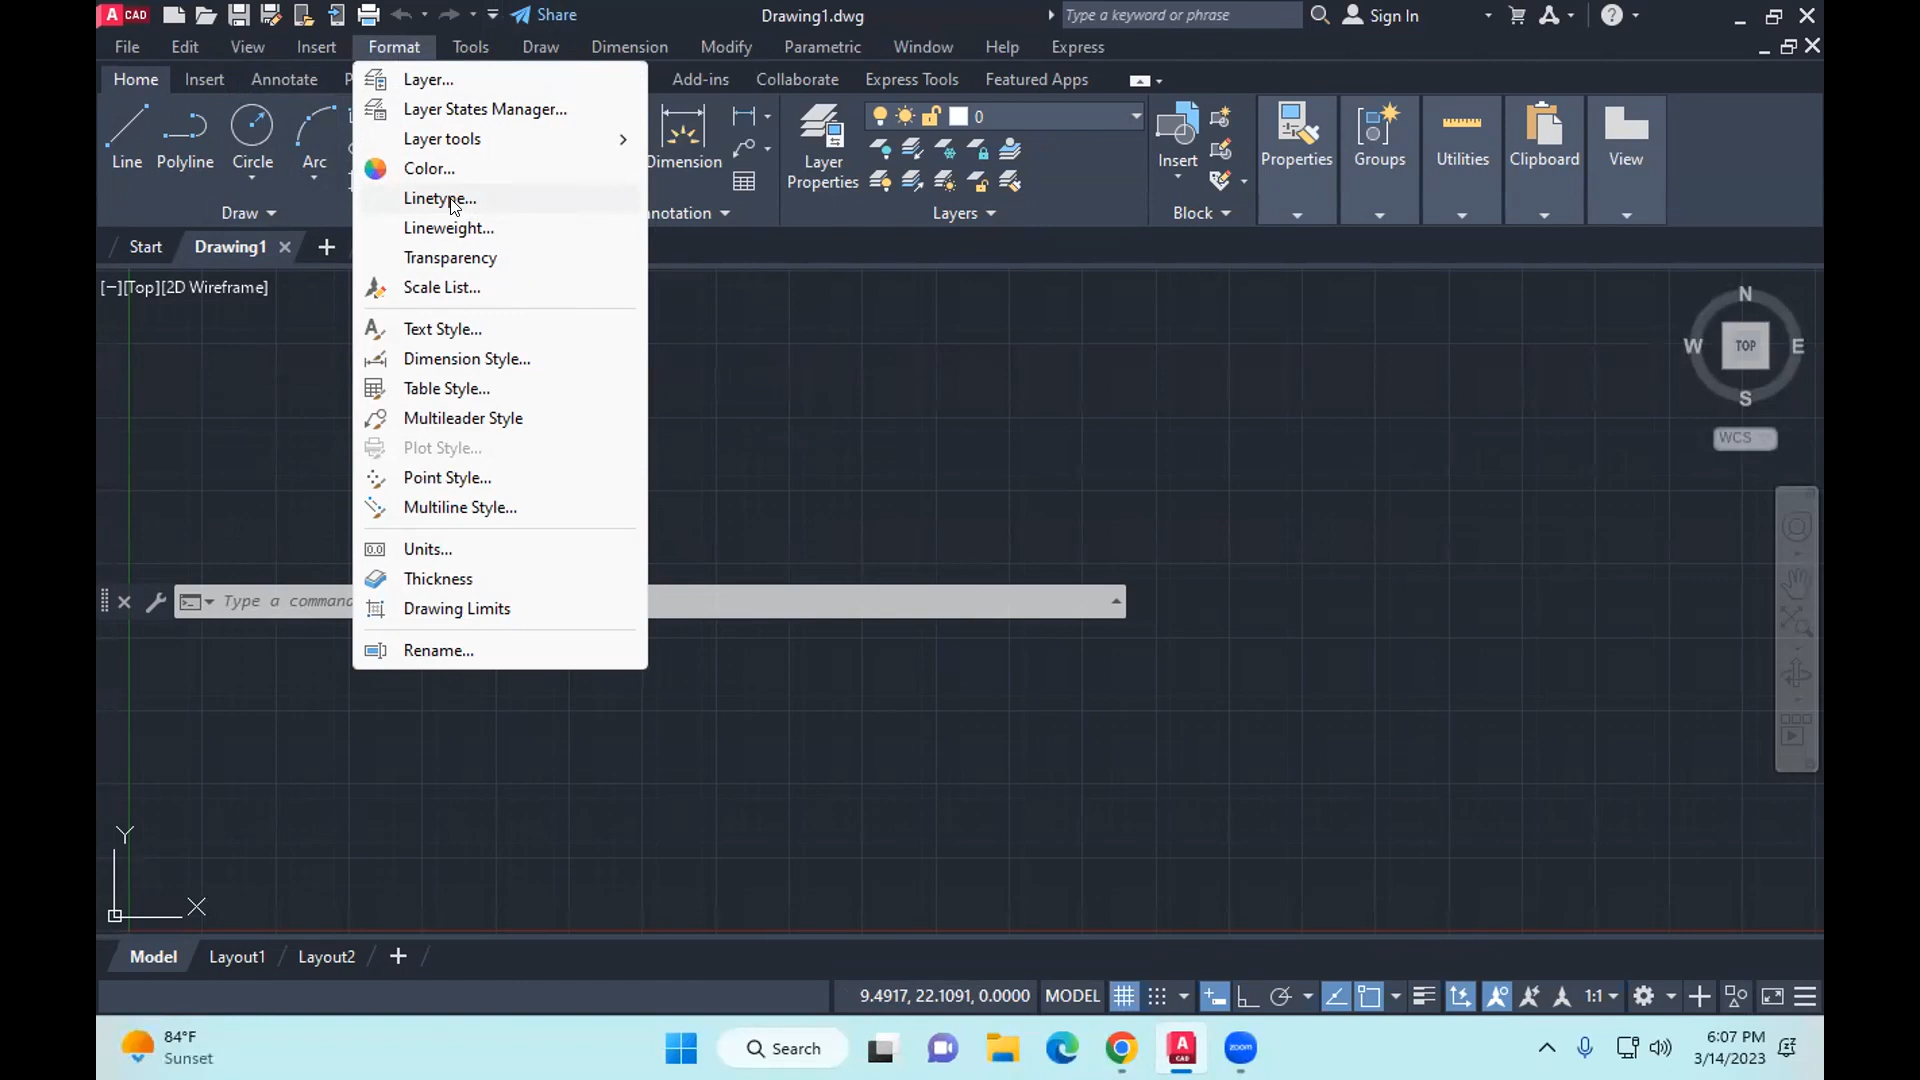 A CAD
Share
Drawing1.dwg
Type a keyword or phrase
Sign In
File Edit View Insert Format Tools Draw Dimension Modify Parametric Window Help Express
Home Insert Annotate Add-ins Collaborate Express Tools Featured Apps
Layer...
Layer States Manager...
Layer tools
Color...
Linetype...
Lineweight...
Transparency
Scale List...
Text Style...
Dimension Style...
Table Style...
Multileader Style
Plot Style...
Point Style...
Multiline Style...
Units...
Thickness
Drawing Limits
Rename...
Line Polyline Circle Arc
Dimension
Layer
Properties
0
Insert
Properties Groups Utilities Clipboard View
Draw
Layers
Block
Start Drawing1
[−][Top][2D Wireframe]
N
W TOP E
S
WCS
Type a
Y
X
Model Layout1 Layout2
9.4917, 22.1091, 0.0000 MODEL 1:1
84°F
Sunset
Search
A
CAD
zoom
6:07 PM
3/14/2023